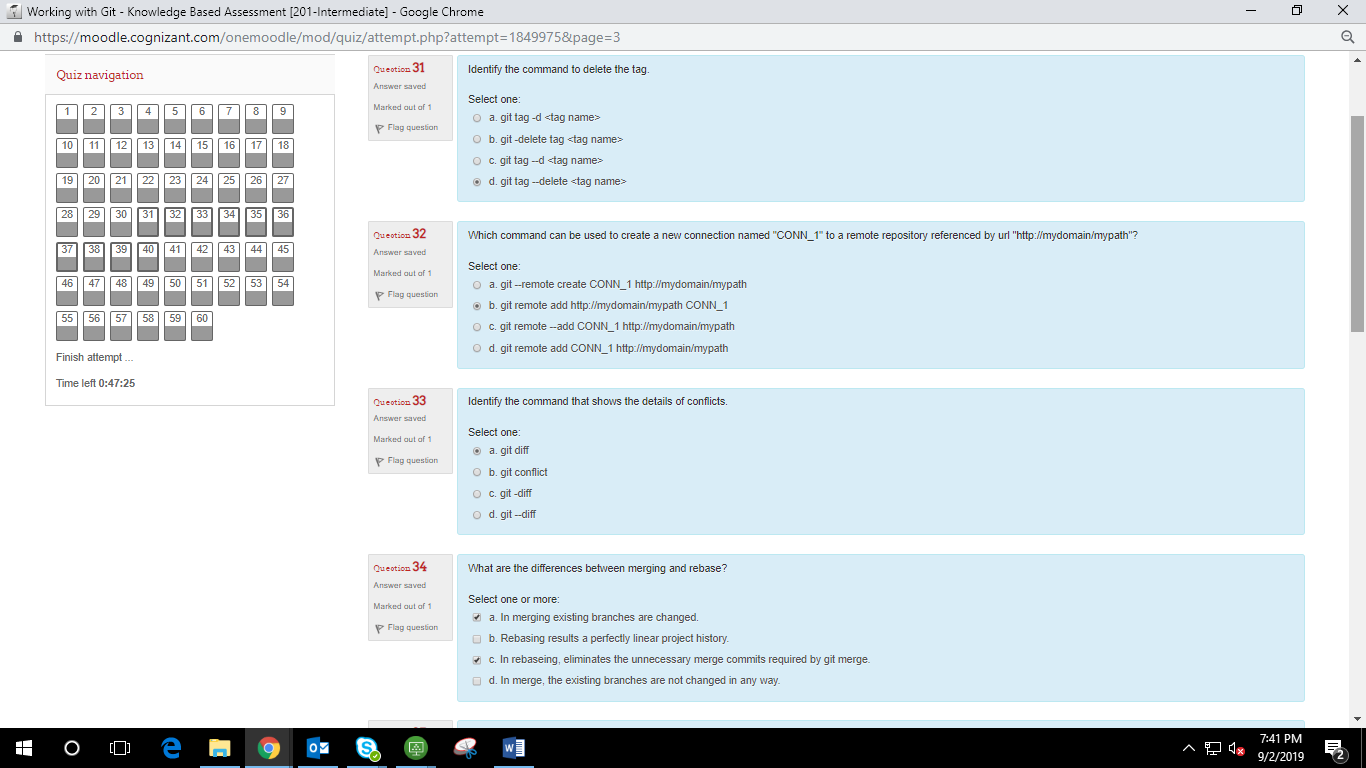 Working with Git - Knowledge Based Assessment [201-Intermediate] - Google Chrome
https://moodle.cognizant.com/onemoodle/mod/quiz/attempt.php?attempt=1849975&page=3
Quiz navigation
1 2 3 4 5 6 7 8 9
10 11 12 13 14 15 16 17 18
19 20 21 22 23 24 25 26 27
28 29 30 31 32 33 34 35 36
37 38 39 40 41 42 43 44 45
46 47 48 49 50 51 52 53 54
55 56 57 58 59 60
Finish attempt ...
Time left 0:47:25
Question 31
Answer saved
Marked out of 1
Flag question
Identify the command to delete the tag.
Select one:
a. git tag -d <tag name>
b. git -delete tag <tag name>
c. git tag --d <tag name>
d. git tag --delete <tag name>
Question 32
Answer saved
Marked out of 1
Flag question
Which command can be used to create a new connection named "CONN_1" to a remote repository referenced by url "http://mydomain/mypath"?
Select one:
a. git --remote create CONN_1 http://mydomain/mypath
b. git remote add http://mydomain/mypath CONN_1
c. git remote --add CONN_1 http://mydomain/mypath
d. git remote add CONN_1 http://mydomain/mypath
Question 33
Answer saved
Marked out of 1
Flag question
Identify the command that shows the details of conflicts.
Select one:
a. git diff
b. git conflict
c. git -diff
d. git --diff
Question 34
Answer saved
Marked out of 1
Flag question
What are the differences between merging and rebase?
Select one or more:
a. In merging existing branches are changed.
b. Rebasing results a perfectly linear project history.
c. In rebaseing, eliminates the unnecessary merge commits required by git merge.
d. In merge, the existing branches are not changed in any way.
7:41 PM
9/2/2019
2